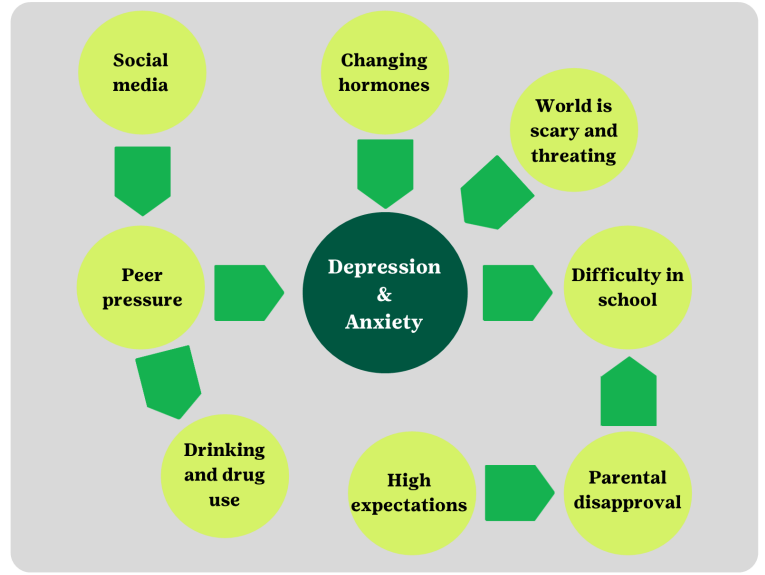 Social
media
Changing
hormones
World is
scary and
threating
Peer
pressure
Depression
&
Anxiety
Difficulty in
school
Drinking
and drug
use
High
expectations
Parental
disapproval